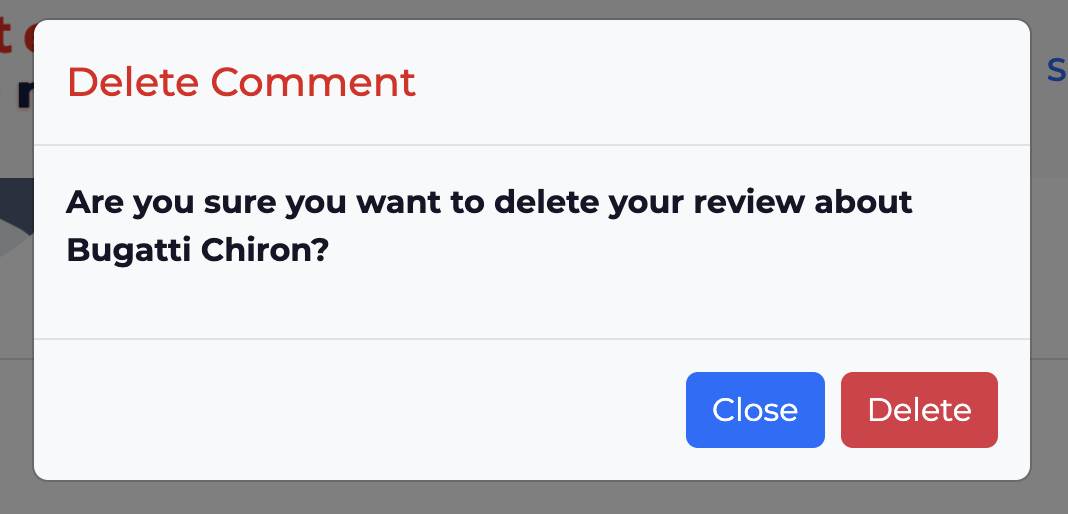 Delete Comment
Are you sure you want to delete your review about
Bugatti Chiron?
Close
Delete